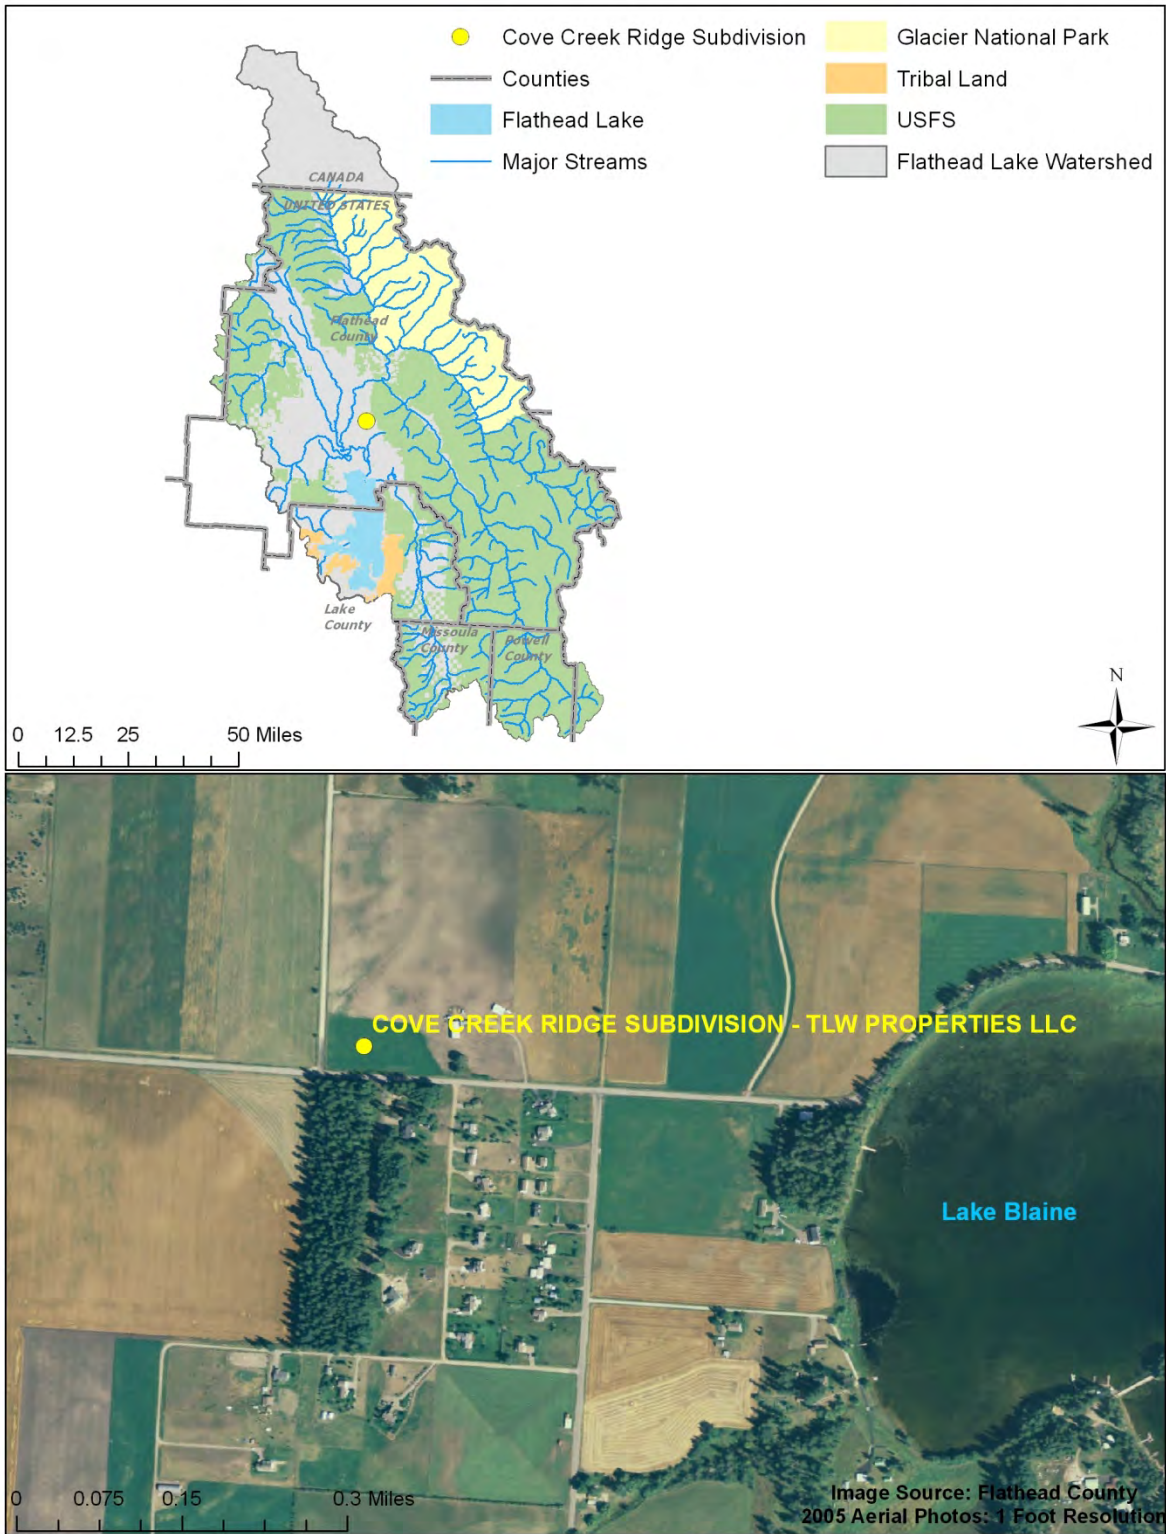 Cove Creek Ridge Subdivision
Counties
Flathead Lake
Major Streams
Glacier National Park
Tribal Land
USFS
Flathead Lake Watershed
CANADA
UNITED STATES
Flathead
County
Lake
County
Missoula
County
Powell
County
N
0 12.5 25 50 Miles
COVE CREEK RIDGE SUBDIVISION - TLW PROPERTIES LLC
Lake Blaine
0 0.075 0.15 0.3 Miles
Image Source: Flathead County
2005 Aerial Photos: 1 Foot Resolution